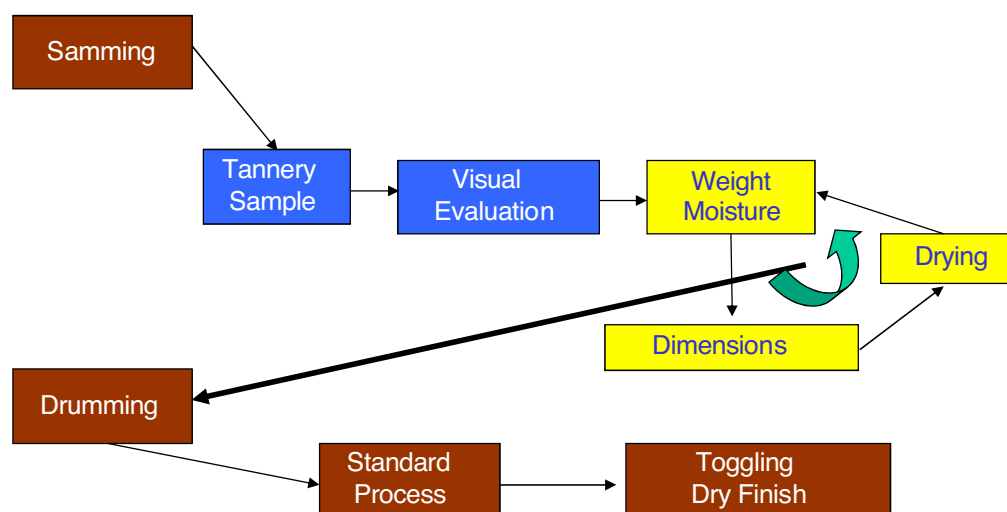 Samming
Tannery
Sample
Visual
Evaluation
Weight
Moisture
Drying
Dimensions
Drumming
Standard
Process
Toggling
Dry Finish